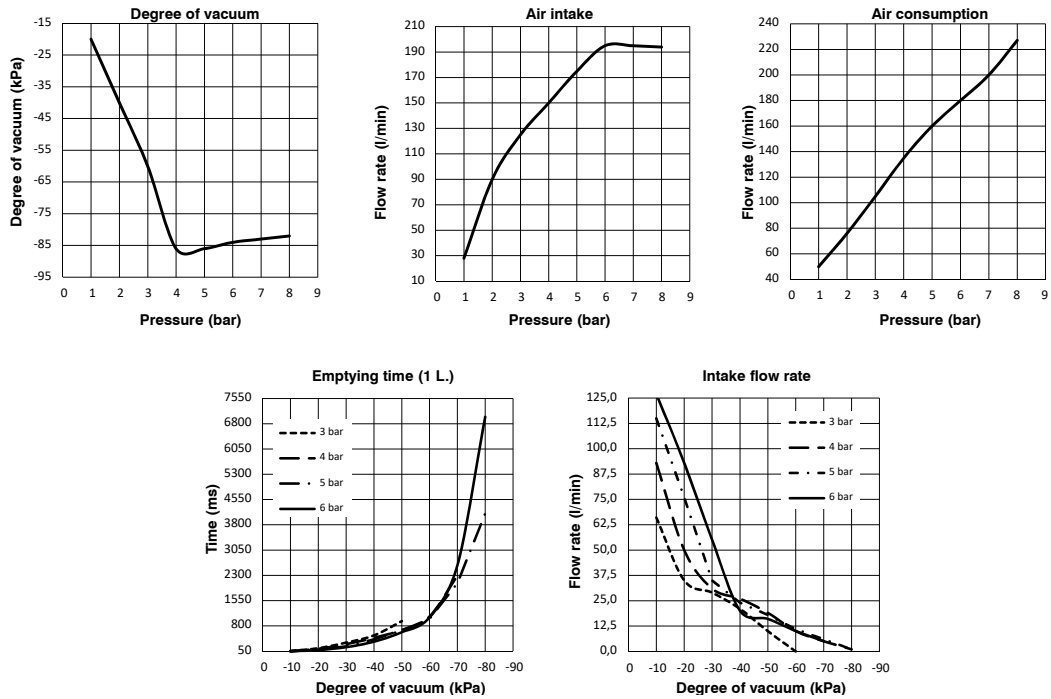 Degree of vacuum
-15
-25
-35
-45
-55
-65
-75
-85
-95
Degree of vacuum (kPa)
0 1 2 3 4 5 6 7 8 9
Pressure (bar)
Air intake
210
190
170
150
130
110
90
70
50
30
10
Flow rate (l/min)
0 1 2 3 4 5 6 7 8 9
Pressure (bar)
Air consumption
240
220
200
180
160
140
120
100
80
60
40
Flow rate (l/min)
0 1 2 3 4 5 6 7 8 9
Pressure (bar)
Emptying time (1 L.)
7550
6800
6050
5300
4550
3800
3050
2300
1550
800
50
Time (ms)
3 bar
4 bar
5 bar
6 bar
0 -10 -20 -30 -40 -50 -60 -70 -80 -90
Degree of vacuum (kPa)
Intake flow rate
125,0
112,5
100,0
87,5
75,0
62,5
50,0
37,5
25,0
12,5
0,0
Flow rate (l/min)
3 bar
4 bar
5 bar
6 bar
0 -10 -20 -30 -40 -50 -60 -70 -80 -90
Degree of vacuum (kPa)